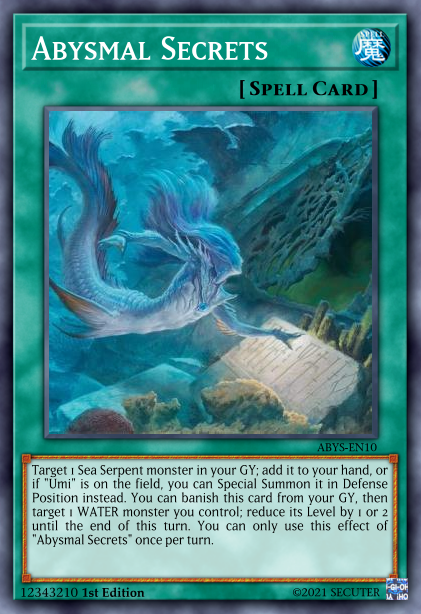 Abysmal Secrets
魔
[Spell Card]
ABYS-EN10
Target 1 Sea Serpent monster in your GY; add it to your hand, or
if "Umi" is on the field, you can Special Summon it in Defense
Position instead. You can banish this card from your GY, then
target 1 WATER monster you control; reduce its Level by 1 or 2
until the end of this turn. You can only use this effect of
"Abysmal Secrets" once per turn.
12343210 1st Edition
©2021 SECUTER